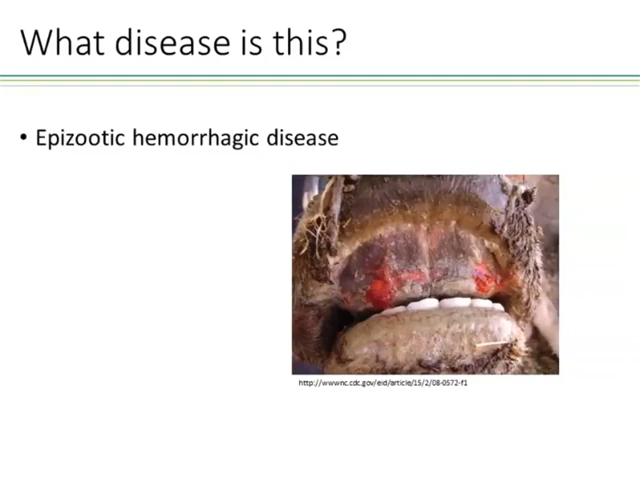 What disease is this?
• Epizootic hemorrhagic disease
http://wwwnc.cdc.gov/eid/article/15/2/08-0572-f1